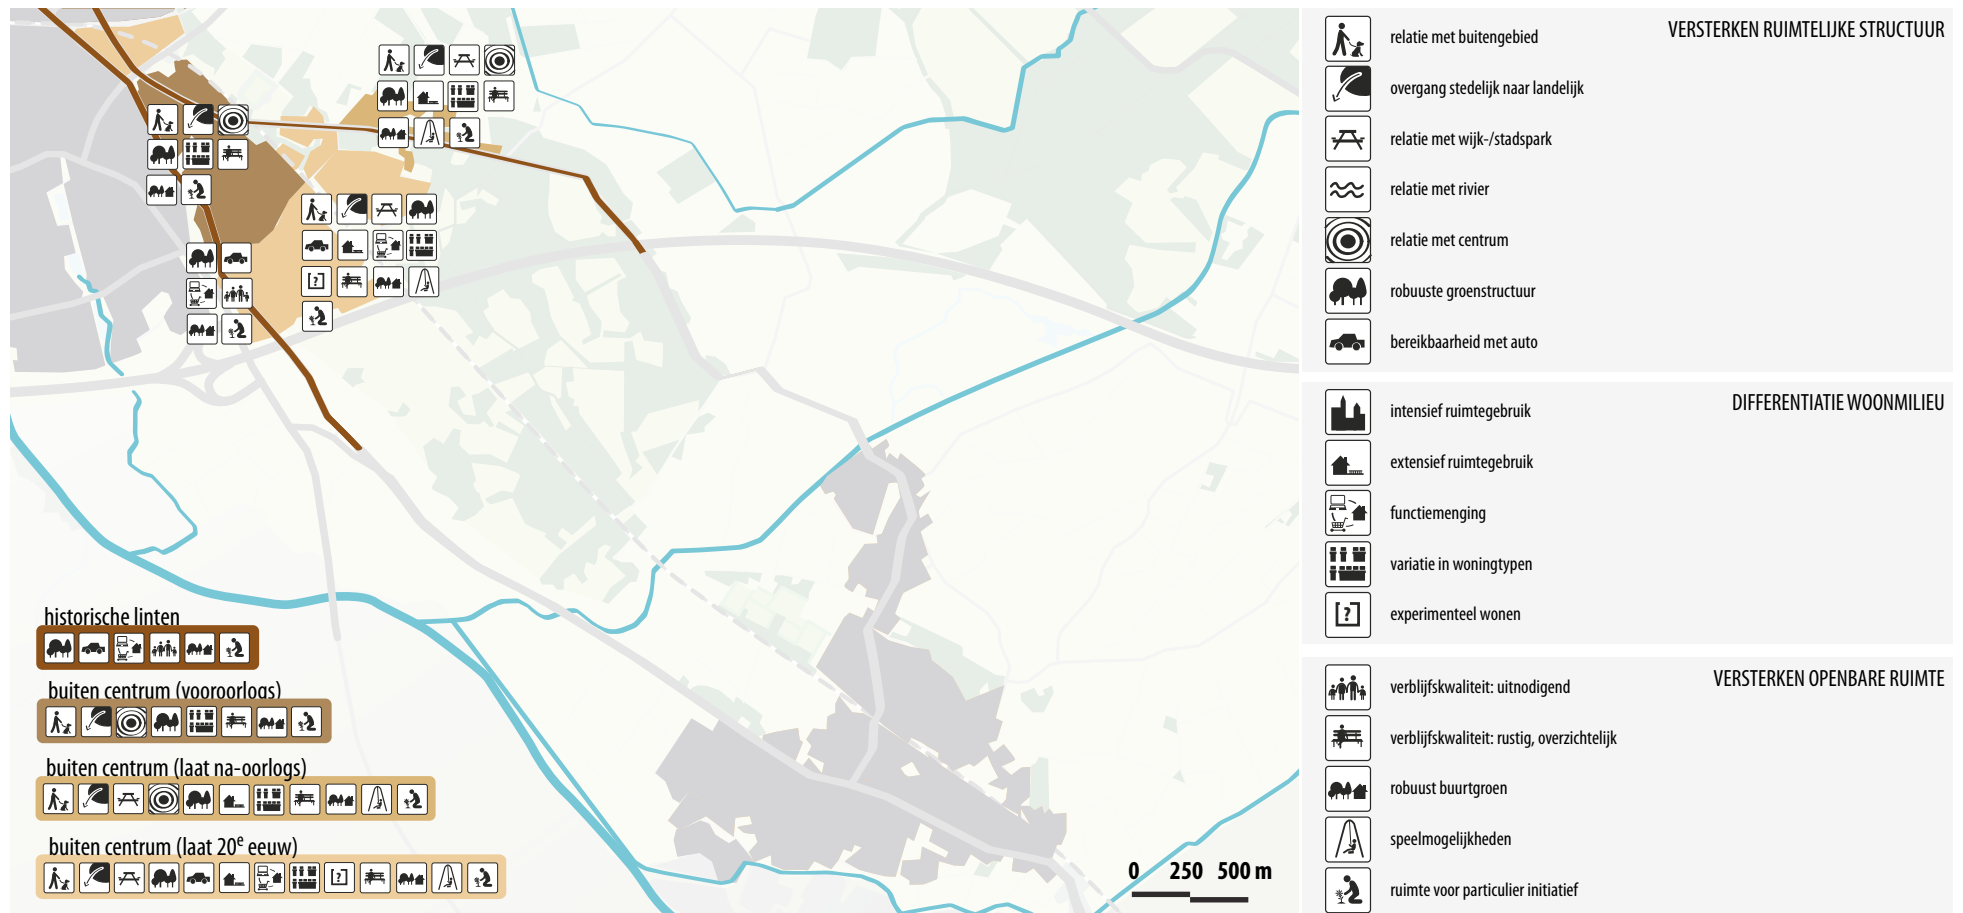 historische linten
buiten centrum (vooroorlogs)
buiten centrum (laat na-oorlogs)
buiten centrum (laat 20e eeuw)
0 250 500 m
VERSTERKEN RUIMTELIJKE STRUCTUUR
relatie met buitengebied
overgang stedelijk naar landelijk
relatie met wijk-/stadspark
relatie met rivier
relatie met centrum
robuuste groenstructuur
bereikbaarheid met auto
DIFFERENTIATIE WOONMILIEU
intensief ruimtegebruik
extensief ruimtegebruik
functiemenging
variatie in woningtypen
[?] experimenteel wonen
VERSTERKEN OPENBARE RUIMTE
verblijfskwaliteit: uitnodigend
verblijfskwaliteit: rustig, overzichtelijk
robuust buurtgroen
speelmogelijkheden
ruimte voor particulier initiatief